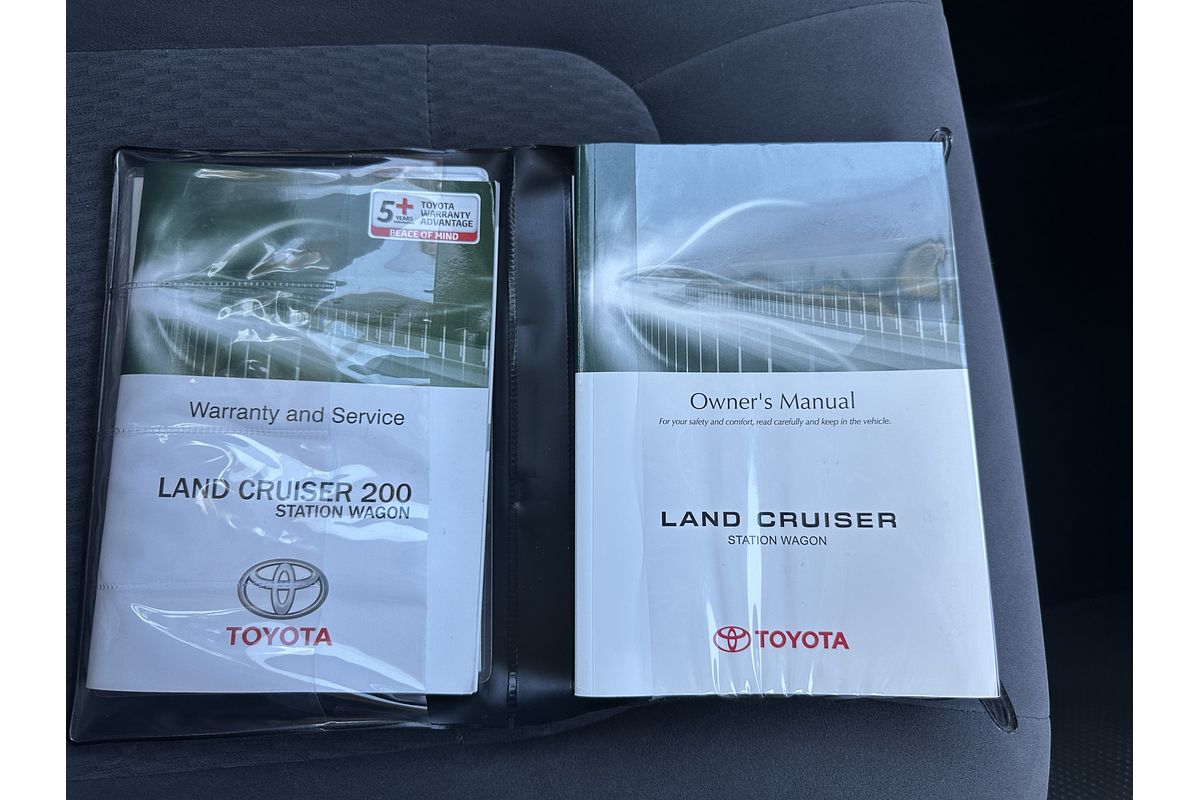 5+
YEARS
TOYOTA
WARRANTY
ADVANTAGE
PEACE OF MIND
Warranty and Service
LAND CRUISER 200
STATION WAGON
TOYOTA
Owner's Manual
For your safety and comfort, read carefully and keep in the vehicle.
LAND CRUISER
STATION WAGON
TOYOTA